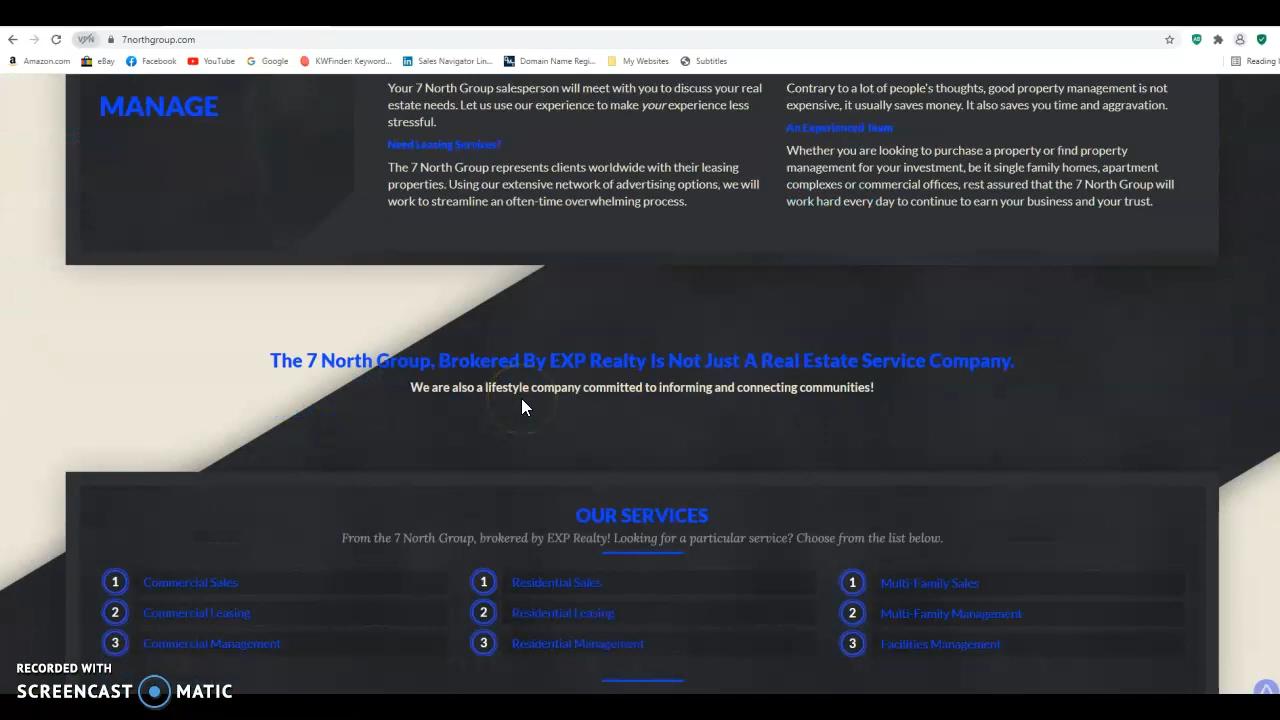 VPN 7northgroup.com
Amazon.com eBay Facebook YouTube Google KWFinder: Keyword... Sales Navigator Lin... Domain Name Regi... My Websites Subtitles Reading l
MANAGE
Your 7 North Group salesperson will meet with you to discuss your real
estate needs. Let us use our experience to make your experience less
stressful.
Need Leasing Services?
The 7 North Group represents clients worldwide with their leasing
properties. Using our extensive network of advertising options, we will
work to streamline an often-time overwhelming process.
Contrary to a lot of people's thoughts, good property management is not
expensive, it usually saves money. It also saves you time and aggravation.
An Experienced Team
Whether you are looking to purchase a property or find property
management for your investment, be it single family homes, apartment
complexes or commercial offices, rest assured that the 7 North Group will
work hard every day to continue to earn your business and your trust.
The 7 North Group, Brokered By EXP Realty Is Not Just A Real Estate Service Company.
We are also a lifestyle company committed to informing and connecting communities!
OUR SERVICES
From the 7 North Group, brokered by EXP Realty! Looking for a particular service? Choose from the list below.
1 Commercial Sales
2 Commercial Leasing
3 Commercial Management
1 Residential Sales
2 Residential Leasing
3 Residential Management
1 Multi-Family Sales
2 Multi-Family Management
3 Facilities Management
RECORDED WITH
SCREENCAST MATIC